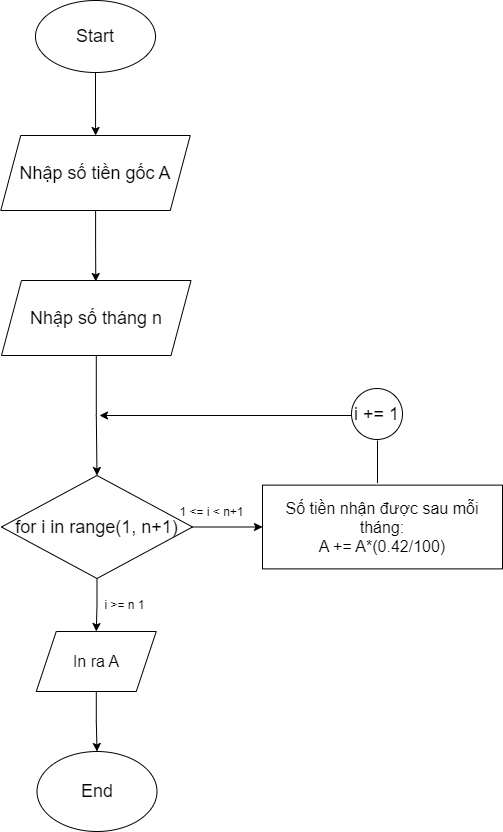 Start
Nhập số tiền gốc A
Nhập số tháng n
i += 1
for i in range(1, n+1)
1 <= i < n+1
Số tiền nhận được sau mỗi
tháng:
A += A*(0.42/100)
i >= n 1
In ra A
End